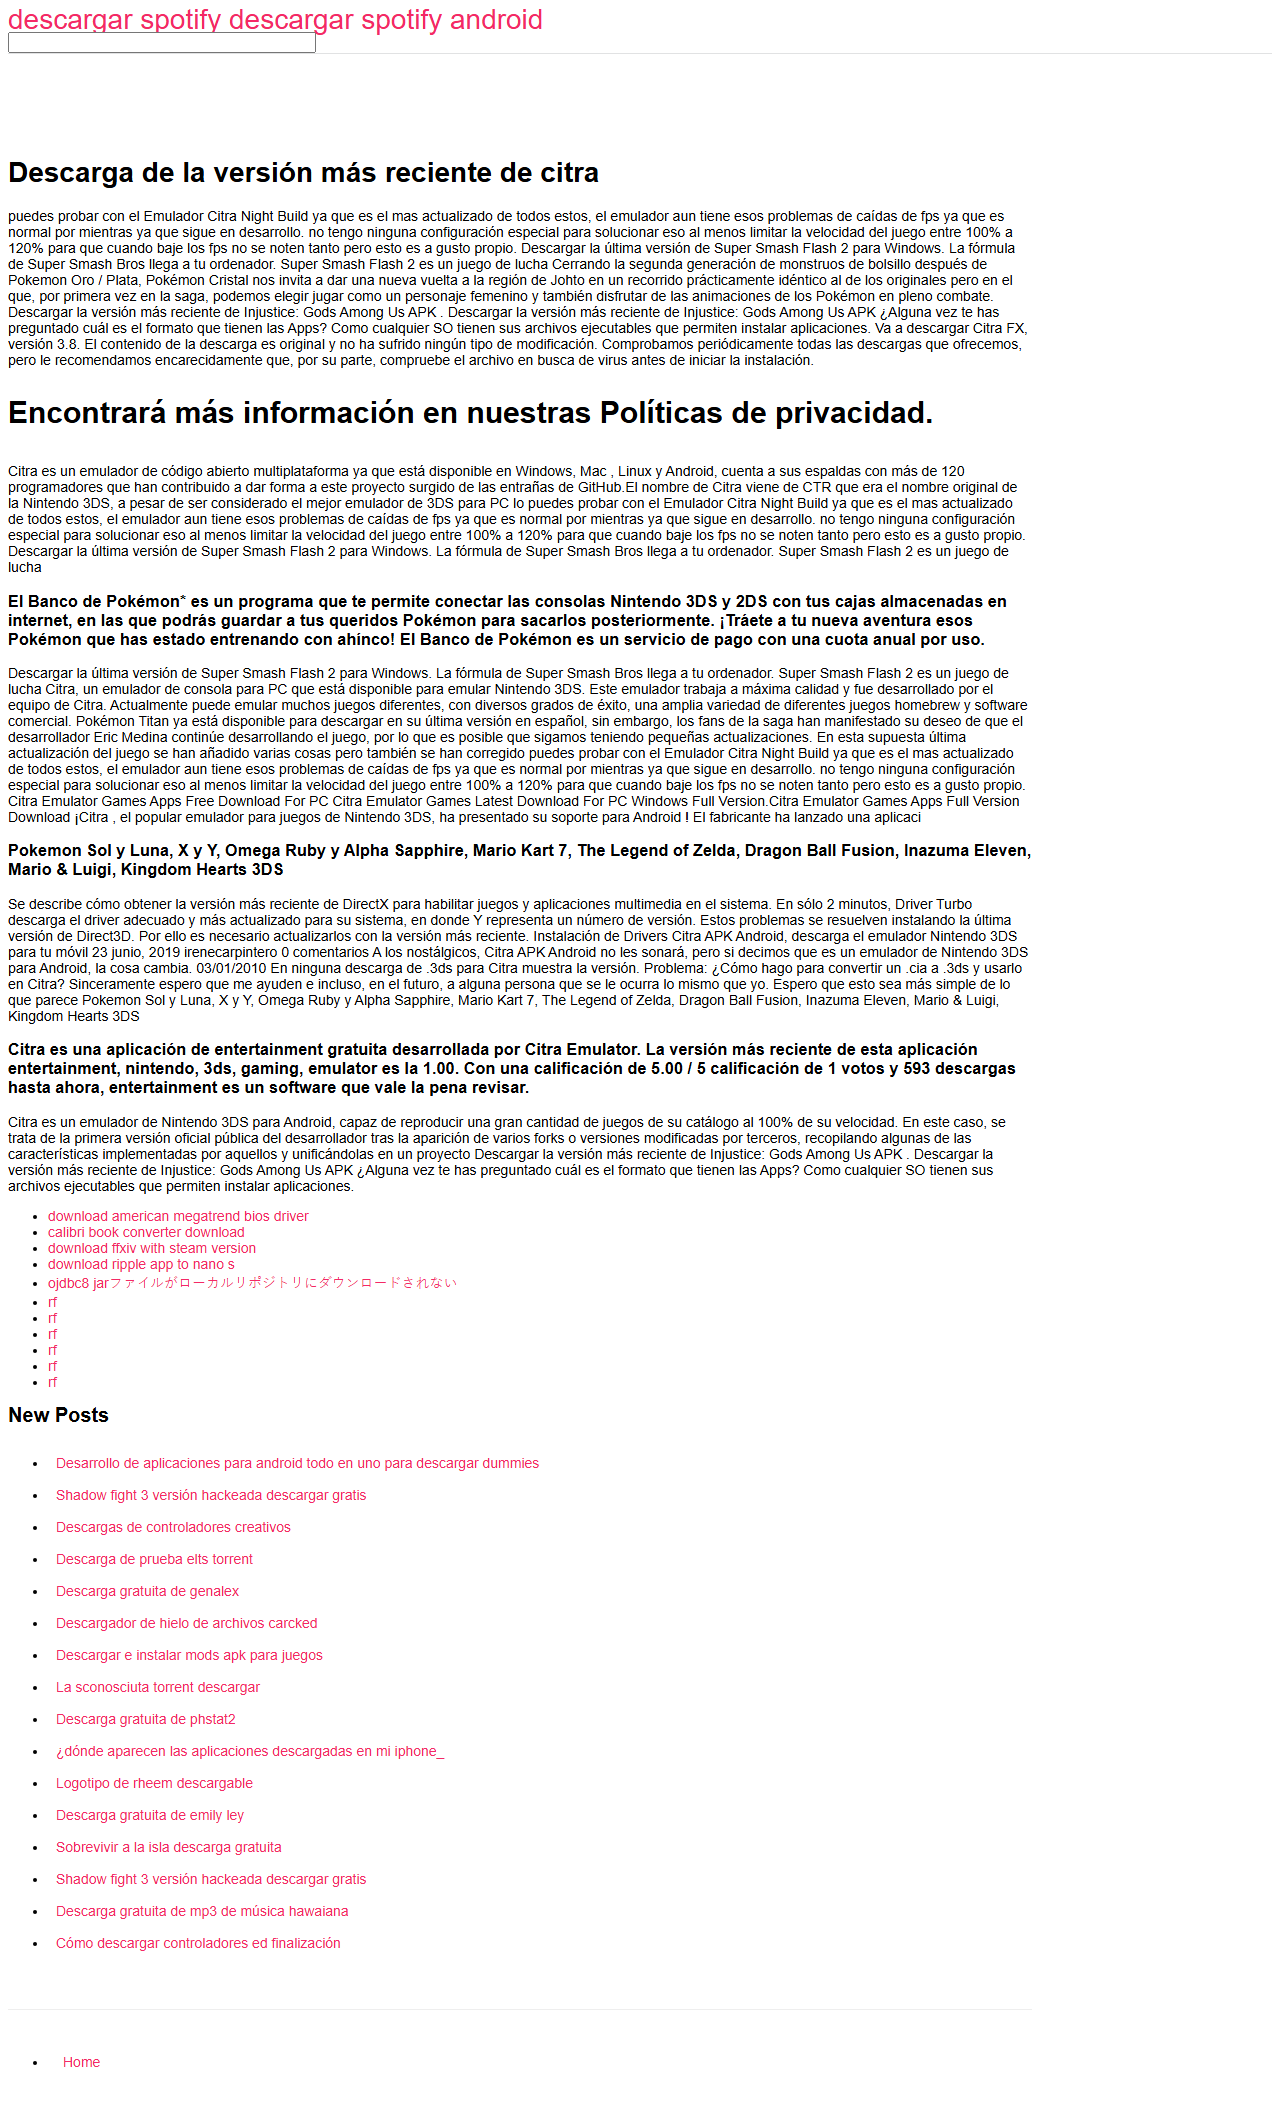 descargar spotify descargar spotify android
Descarga de la versión más reciente de citra
puedes probar con el Emulador Citra Night Build ya que es el mas actualizado de todos estos, el emulador aun tiene esos problemas de caídas de fps ya que es
normal por mientras ya que sigue en desarrollo. no tengo ninguna configuración especial para solucionar eso al menos limitar la velocidad del juego entre 100% a
120% para que cuando baje los fps no se noten tanto pero esto es a gusto propio. Descargar la última versión de Super Smash Flash 2 para Windows. La fórmula
de Super Smash Bros llega a tu ordenador. Super Smash Flash 2 es un juego de lucha Cerrando la segunda generación de monstruos de bolsillo después de
Pokemon Oro / Plata, Pokémon Cristal nos invita a dar una nueva vuelta a la región de Johto en un recorrido prácticamente idéntico al de los originales pero en el
que, por primera vez en la saga, podemos elegir jugar como un personaje femenino y también disfrutar de las animaciones de los Pokémon en pleno combate.
Descargar la versión más reciente de Injustice: Gods Among Us APK . Descargar la versión más reciente de Injustice: Gods Among Us APK ¿Alguna vez te has
preguntado cuál es el formato que tienen las Apps? Como cualquier SO tienen sus archivos ejecutables que permiten instalar aplicaciones. Va a descargar Citra FX,
versión 3.8. El contenido de la descarga es original y no ha sufrido ningún tipo de modificación. Comprobamos periódicamente todas las descargas que ofrecemos,
pero le recomendamos encarecidamente que, por su parte, compruebe el archivo en busca de virus antes de iniciar la instalación.
Encontrará más información en nuestras Políticas de privacidad.
Citra es un emulador de código abierto multiplataforma ya que está disponible en Windows, Mac , Linux y Android, cuenta a sus espaldas con más de 120
programadores que han contribuido a dar forma a este proyecto surgido de las entrañas de GitHub.El nombre de Citra viene de CTR que era el nombre original de
la Nintendo 3DS, a pesar de ser considerado el mejor emulador de 3DS para PC lo puedes probar con el Emulador Citra Night Build ya que es el mas actualizado
de todos estos, el emulador aun tiene esos problemas de caídas de fps ya que es normal por mientras ya que sigue en desarrollo. no tengo ninguna configuración
especial para solucionar eso al menos limitar la velocidad del juego entre 100% a 120% para que cuando baje los fps no se noten tanto pero esto es a gusto propio.
Descargar la última versión de Super Smash Flash 2 para Windows. La fórmula de Super Smash Bros llega a tu ordenador. Super Smash Flash 2 es un juego de
lucha
El Banco de Pokémon* es un programa que te permite conectar las consolas Nintendo 3DS y 2DS con tus cajas almacenadas en
internet, en las que podrás guardar a tus queridos Pokémon para sacarlos posteriormente. ¡Tráete a tu nueva aventura esos
Pokémon que has estado entrenando con ahínco! El Banco de Pokémon es un servicio de pago con una cuota anual por uso.
Descargar la última versión de Super Smash Flash 2 para Windows. La fórmula de Super Smash Bros llega a tu ordenador. Super Smash Flash 2 es un juego de
lucha Citra, un emulador de consola para PC que está disponible para emular Nintendo 3DS. Este emulador trabaja a máxima calidad y fue desarrollado por el
equipo de Citra. Actualmente puede emular muchos juegos diferentes, con diversos grados de éxito, una amplia variedad de diferentes juegos homebrew y software
comercial. Pokémon Titan ya está disponible para descargar en su última versión en español, sin embargo, los fans de la saga han manifestado su deseo de que el
desarrollador Eric Medina continúe desarrollando el juego, por lo que es posible que sigamos teniendo pequeñas actualizaciones. En esta supuesta última
actualización del juego se han añadido varias cosas pero también se han corregido puedes probar con el Emulador Citra Night Build ya que es el mas actualizado
de todos estos, el emulador aun tiene esos problemas de caídas de fps ya que es normal por mientras ya que sigue en desarrollo. no tengo ninguna configuración
especial para solucionar eso al menos limitar la velocidad del juego entre 100% a 120% para que cuando baje los fps no se noten tanto pero esto es a gusto propio.
Citra Emulator Games Apps Free Download For PC Citra Emulator Games Latest Download For PC Windows Full Version.Citra Emulator Games Apps Full Version
Download ¡Citra , el popular emulador para juegos de Nintendo 3DS, ha presentado su soporte para Android ! El fabricante ha lanzado una aplicaci
Pokemon Sol y Luna, X y Y, Omega Ruby y Alpha Sapphire, Mario Kart 7, The Legend of Zelda, Dragon Ball Fusion, Inazuma Eleven,
Mario & Luigi, Kingdom Hearts 3DS
Se describe cómo obtener la versión más reciente de DirectX para habilitar juegos y aplicaciones multimedia en el sistema. En sólo 2 minutos, Driver Turbo
descarga el driver adecuado y más actualizado para su sistema, en donde Y representa un número de versión. Estos problemas se resuelven instalando la última
versión de Direct3D. Por ello es necesario actualizarlos con la versión más reciente. Instalación de Drivers Citra APK Android, descarga el emulador Nintendo 3DS
para tu móvil 23 junio, 2019 irenecarpintero 0 comentarios A los nostálgicos, Citra APK Android no les sonará, pero si decimos que es un emulador de Nintendo 3DS
para Android, la cosa cambia. 03/01/2010 En ninguna descarga de .3ds para Citra muestra la versión. Problema: ¿Cómo hago para convertir un .cia a .3ds y usarlo
en Citra? Sinceramente espero que me ayuden e incluso, en el futuro, a alguna persona que se le ocurra lo mismo que yo. Espero que esto sea más simple de lo
que parece Pokemon Sol y Luna, X y Y, Omega Ruby y Alpha Sapphire, Mario Kart 7, The Legend of Zelda, Dragon Ball Fusion, Inazuma Eleven, Mario & Luigi,
Kingdom Hearts 3DS
Citra es una aplicación de entertainment gratuita desarrollada por Citra Emulator. La versión más reciente de esta aplicación
entertainment, nintendo, 3ds, gaming, emulator es la 1.00. Con una calificación de 5.00 / 5 calificación de 1 votos y 593 descargas
hasta ahora, entertainment es un software que vale la pena revisar.
Citra es un emulador de Nintendo 3DS para Android, capaz de reproducir una gran cantidad de juegos de su catálogo al 100% de su velocidad. En este caso, se
trata de la primera versión oficial pública del desarrollador tras la aparición de varios forks o versiones modificadas por terceros, recopilando algunas de las
características implementadas por aquellos y unificándolas en un proyecto Descargar la versión más reciente de Injustice: Gods Among Us APK . Descargar la
versión más reciente de Injustice: Gods Among Us APK ¿Alguna vez te has preguntado cuál es el formato que tienen las Apps? Como cualquier SO tienen sus
archivos ejecutables que permiten instalar aplicaciones.
download american megatrend bios driver
calibri book converter download
download ffxiv with steam version
download ripple app to nano s
ojdbc8 jarファイルがローカルリポジトリにダウンロードされない
rf
rf
rf
rf
rf
rf
New Posts
Desarrollo de aplicaciones para android todo en uno para descargar dummies
Shadow fight 3 versión hackeada descargar gratis
Descargas de controladores creativos
Descarga de prueba elts torrent
Descarga gratuita de genalex
Descargador de hielo de archivos carcked
Descargar e instalar mods apk para juegos
La sconosciuta torrent descargar
Descarga gratuita de phstat2
¿dónde aparecen las aplicaciones descargadas en mi iphone_
Logotipo de rheem descargable
Descarga gratuita de emily ley
Sobrevivir a la isla descarga gratuita
Shadow fight 3 versión hackeada descargar gratis
Descarga gratuita de mp3 de música hawaiana
Cómo descargar controladores ed finalización
Home